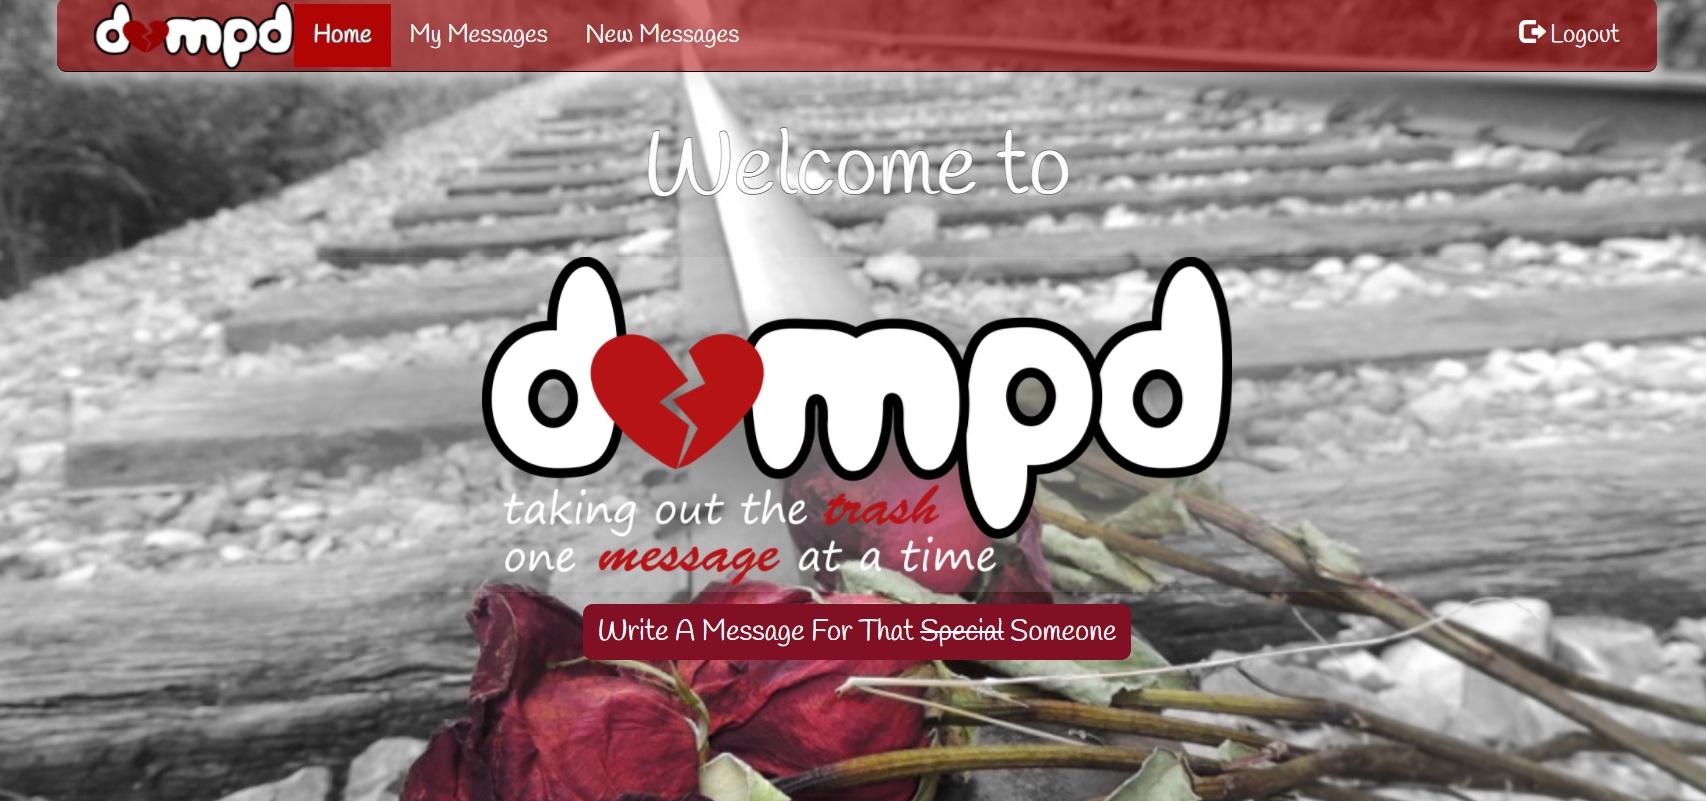 dmpd Home My Messages New Messages Logout
Welcome to
dmpd
taking out the trash
one message at a time
Write A Message For That Special Someone